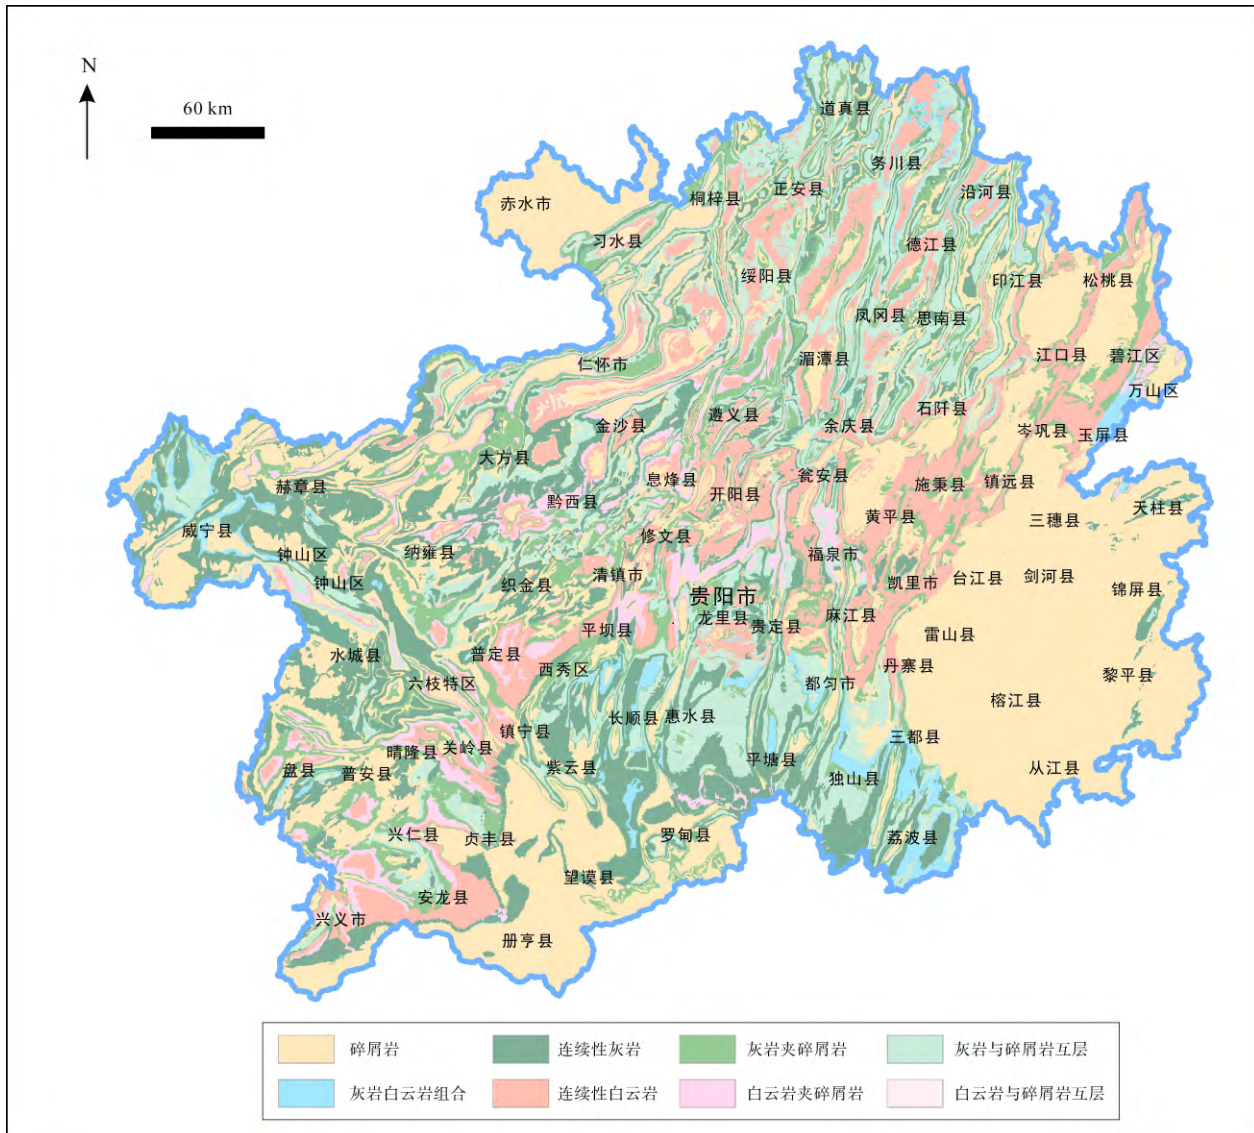 N
60 km
道真县
务川县
正安县
桐梓县
沿河县
赤水市
习水县
德江县
绥阳县
印江县
松桃县
凤冈县
思南县
湄潭县
江口县
碧江区
仁怀市
万山区
石阡县
遵义县
金沙县
余庆县
岑巩县
玉屏县
大方县
息烽县
瓮安县
施秉县
镇远县
赫章县
开阳县
黔西县
天柱县
黄平县
三穗县
威宁县
修文县
钟山区
纳雍县
福泉市
清镇市
钟山区
织金县
凯里市
台江县
剑河县
锦屏县
贵阳市
龙里县
贵定县
麻江县
平坝县
雷山县
水城县
普定县
西秀区
丹寨县
黎平县
六枝特区
都匀市
榕江县
长顺县
惠水县
镇宁县
三都县
晴隆县
关岭县
平塘县
盘县
普安县
紫云县
独山县
从江县
兴仁县
贞丰县
罗甸县
荔波县
望谟县
安龙县
兴义市
册亨县
碎屑岩
连续性灰岩
灰岩夹碎屑岩
灰岩与碎屑岩互层
灰岩白云岩组合
连续性白云岩
白云岩夹碎屑岩
白云岩与碎屑岩互层